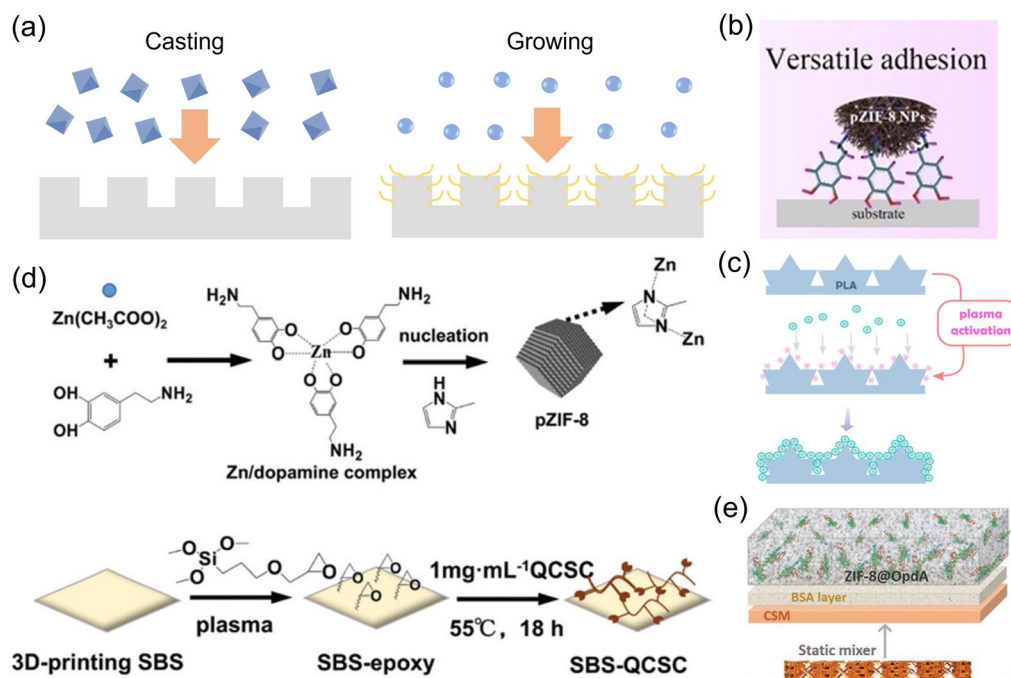 (a)
Casting
Growing
(b)
Versatile adhesion
pZIF-8 NPs
substrate
(c)
PLA
plasma
activation
(d)
Zn(CH₃COO)₂
+
OH
OH
NH₂
H₂N
NH₂
O
O
O
Zn
O
O
O
NH₂
Zn/dopamine complex
nucleation
H
N
N
pZIF-8
Zn
N
N
Zn
O
O
Si
O
O
O
O
O
O
O
plasma
1mg·mL⁻¹QCSC
55℃, 18 h
3D-printing SBS
SBS-epoxy
SBS-QCSC
(e)
ZIF-8@OpdA
BSA layer
CSM
Static mixer